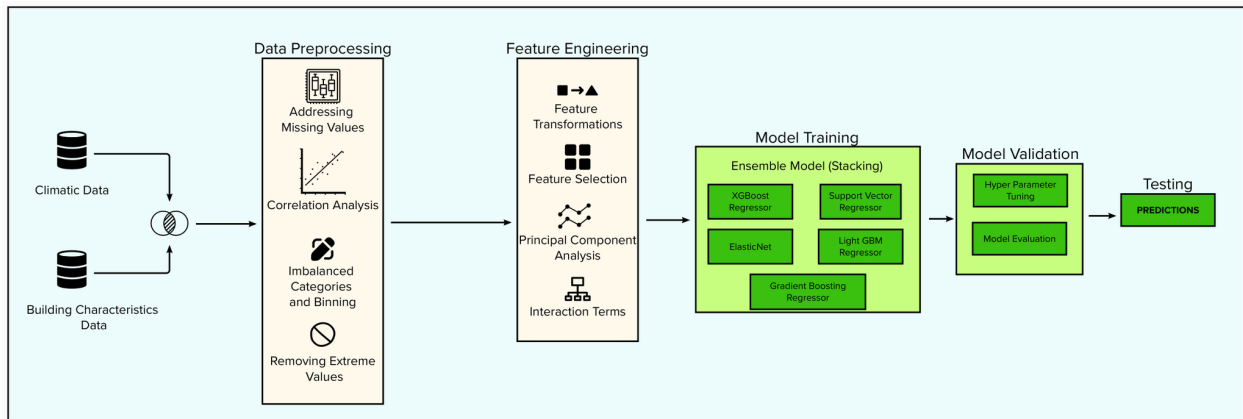 Climatic Data
Building Characteristics
Data
Data Preprocessing
Addressing
Missing Values
Correlation Analysis
Imbalanced
Categories
and Binning
Removing Extreme
Values
Feature Engineering
Feature
Transformations
Feature Selection
Principal Component
Analysis
Interaction Terms
Model Training
Ensemble Model (Stacking)
XGBoost
Regressor
Support Vector
Regressor
ElasticNet
Light GBM
Regressor
Gradient Boosting
Regressor
Model Validation
Hyper Parameter
Tuning
Model Evaluation
Testing
PREDICTIONS